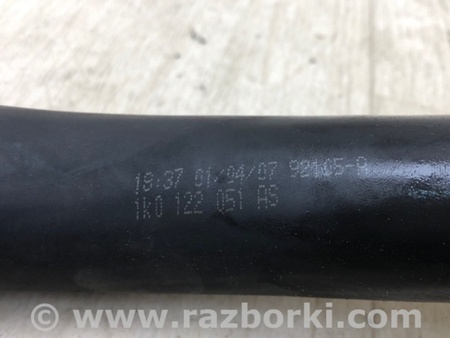 18:37 01/04/07 92105-A
1K0 122 051 AS
www.razborki.com